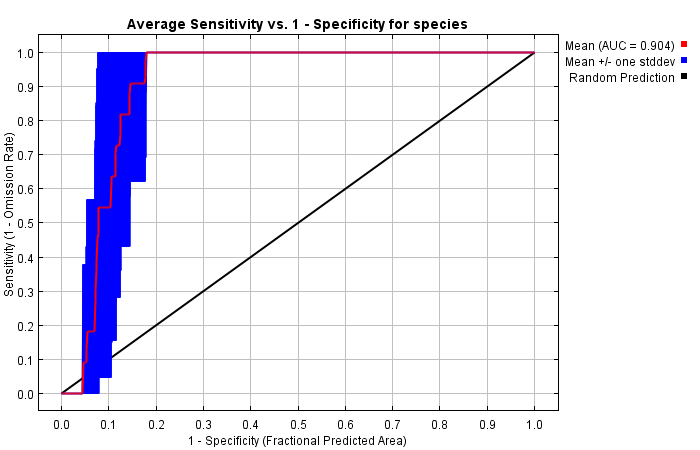 Average Sensitivity vs. 1 - Specificity for species
Mean (AUC = 0.904)
Mean +/- one stddev
Random Prediction
Sensitivity (1 - Omission Rate)
1.0
0.9
0.8
0.7
0.6
0.5
0.4
0.3
0.2
0.1
0.0
0.0 0.1 0.2 0.3 0.4 0.5 0.6 0.7 0.8 0.9 1.0
1 - Specificity (Fractional Predicted Area)